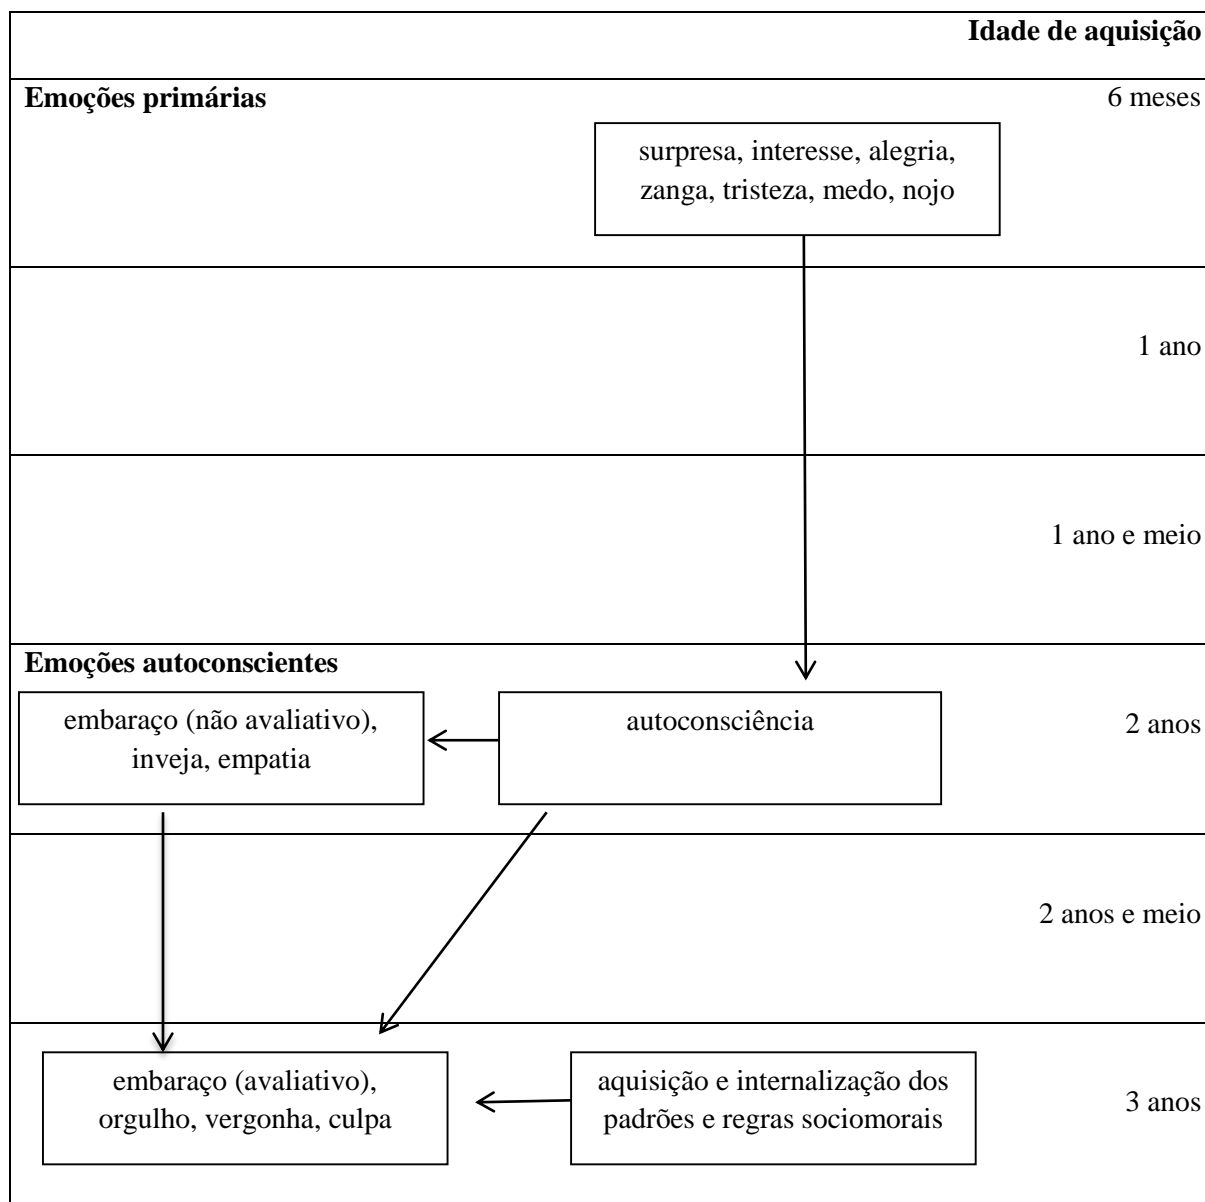 Idade de aquisição
Emoções primárias
6 meses
surpresa, interesse, alegria,
zanga, tristeza, medo, nojo
1 ano
1 ano e meio
Emoções autoconscientes
embaraço (não avaliativo),
inveja, empatia
autoconsciência
2 anos
2 anos e meio
embaraço (avaliativo),
orgulho, vergonha, culpa
aquisição e internalização dos
padrões e regras sociomorais
3 anos